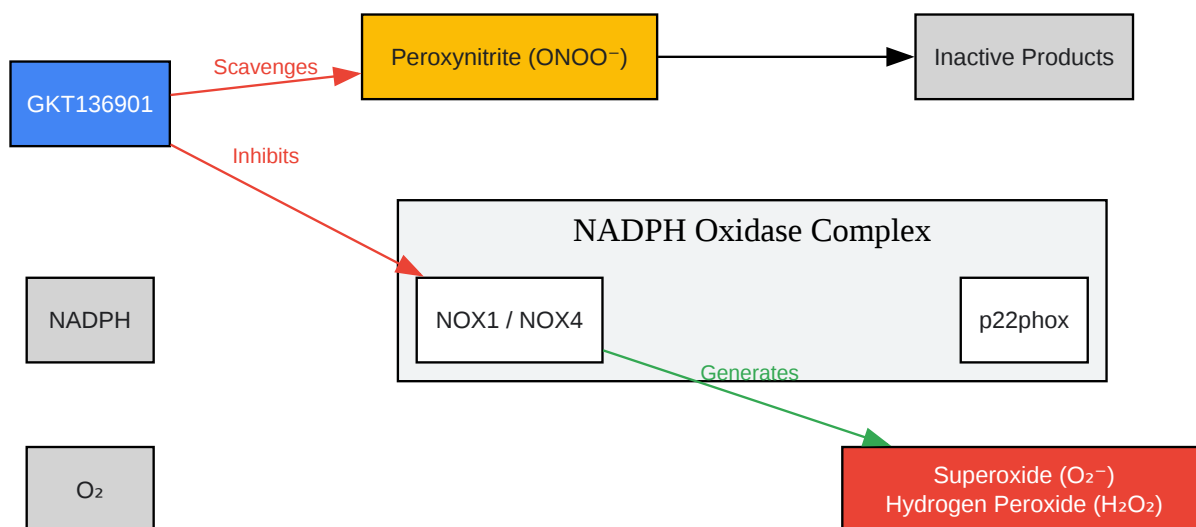 Scavenges
Peroxynitrite (ONOO⁻)
Inactive Products
GKT136901
Inhibits
NADPH Oxidase Complex
NADPH
NOX1 / NOX4
p22phox
Generates
O₂
Superoxide (O₂⁻)
Hydrogen Peroxide (H₂O₂)